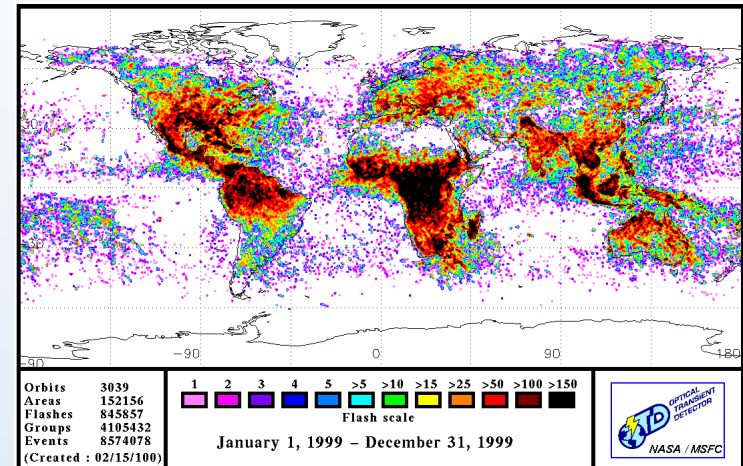 -90
-90
0
90
180
Orbits 3039
Areas 152156
Flashes 845857
Groups 4105432
Events 8574078
(Created : 02/15/100)
1 2 3 4 5 >5 >10 >15 >25 >50 >100 >150
Flash scale
January 1, 1999 - December 31, 1999
OTD
OPTICAL
TRANSIENT
DETECTOR
NASA / MSFC